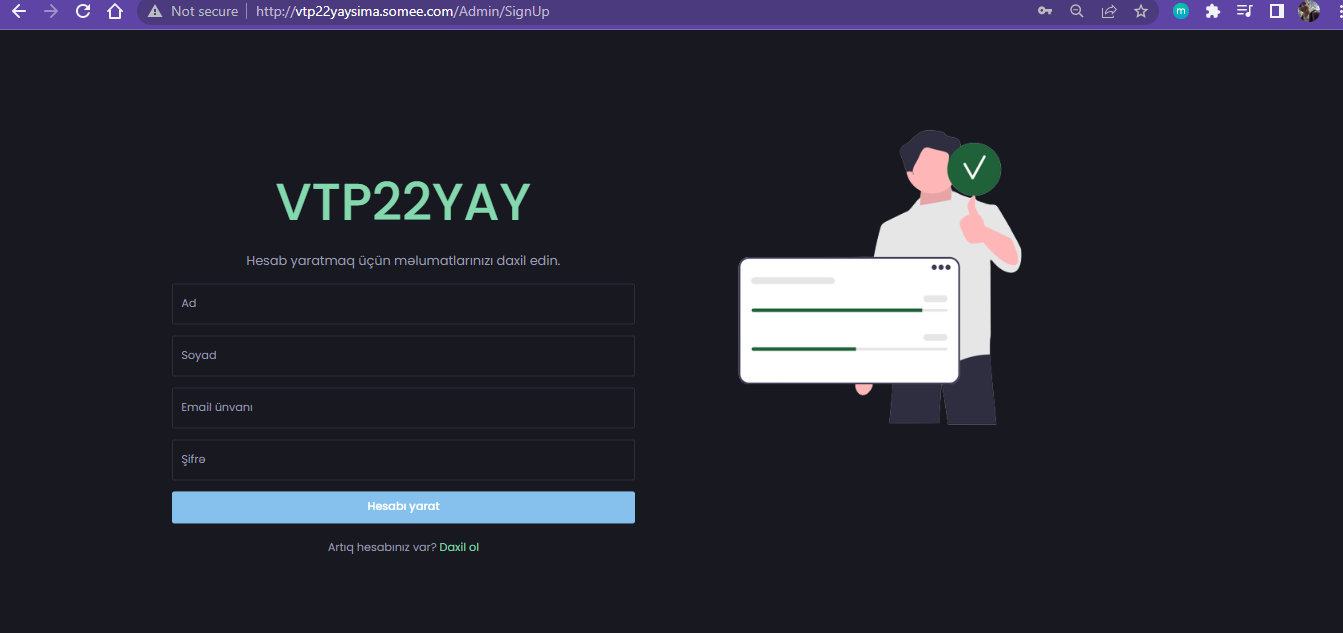 Not secure | http://vtp22yaysima.somee.com/Admin/SignUp
m
VTP22YAY
Hesab yaratmaq üçün məlumatlarınızı daxil edin.
Ad
Soyad
Email ünvanı
Şifrə
Hesabı yarat
Artıq hesabınız var? Daxil ol